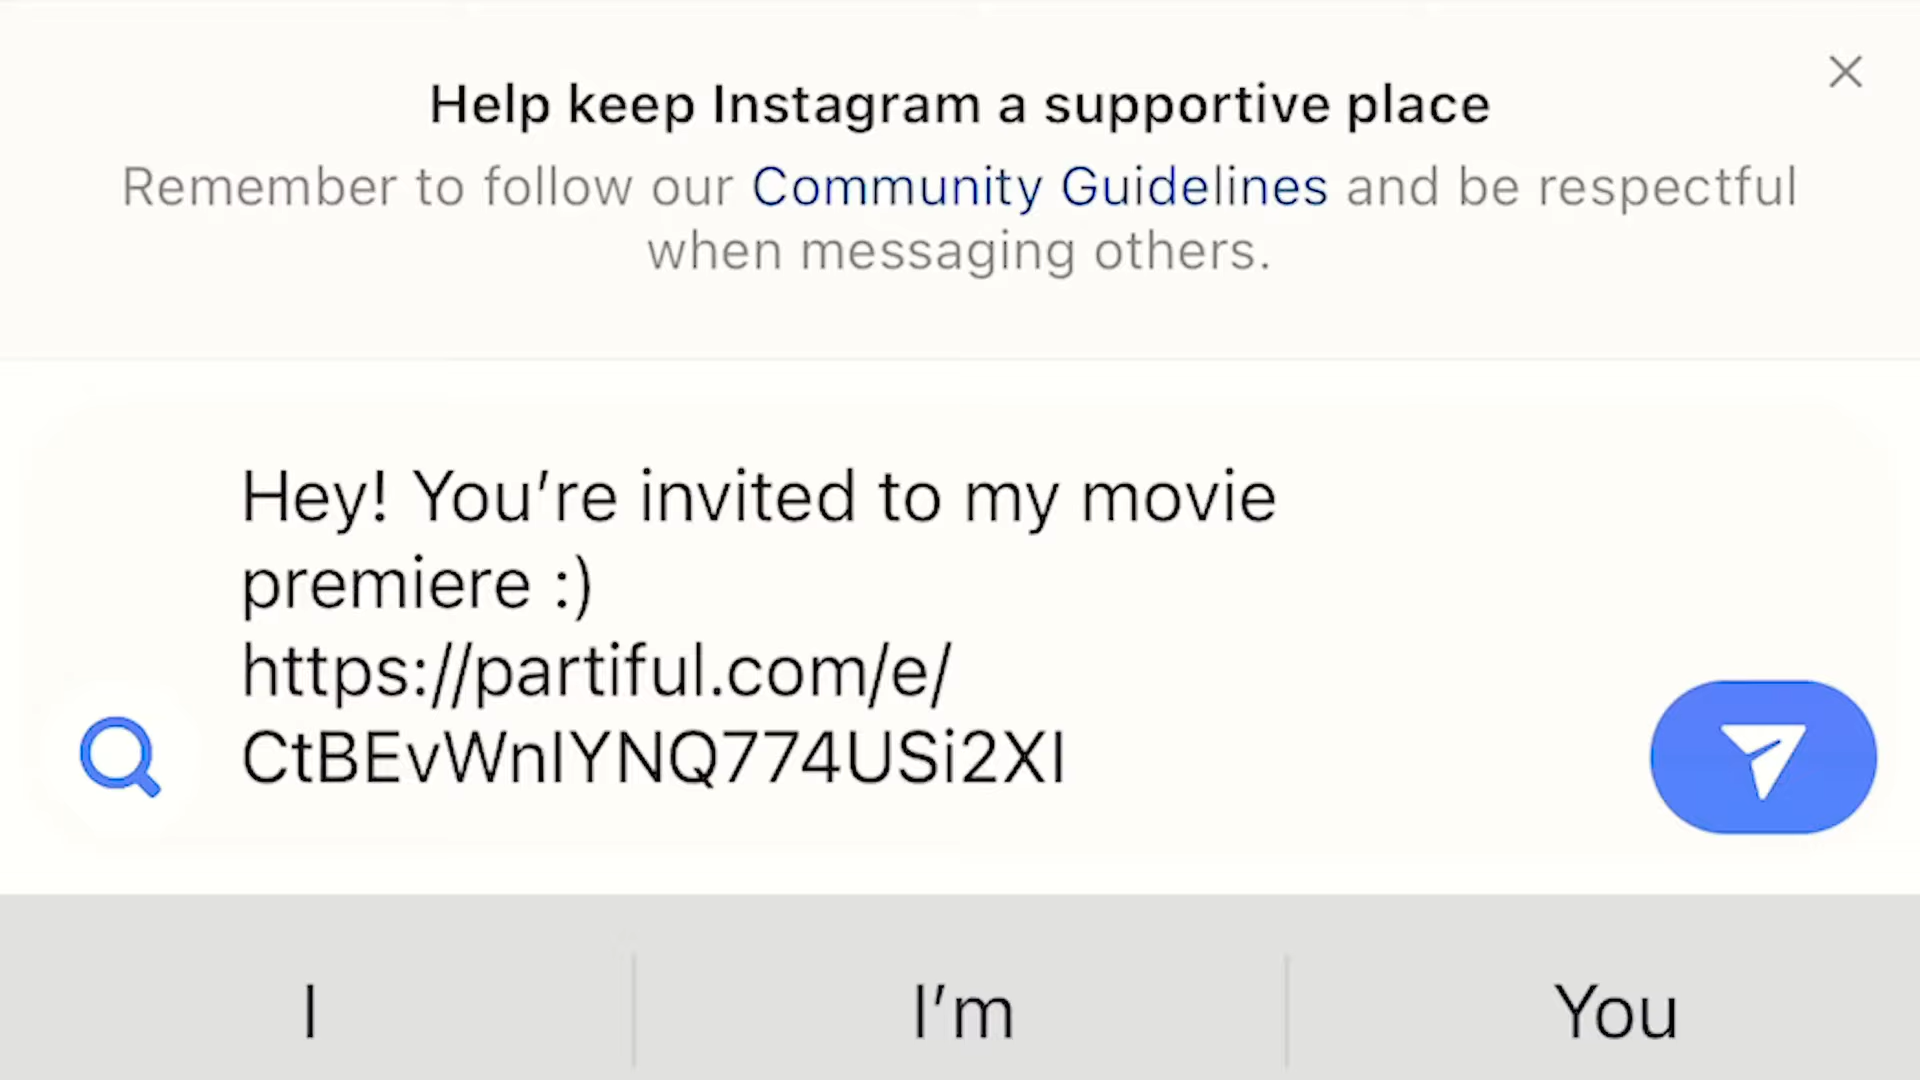 Help keep Instagram a supportive place
Remember to follow our Community Guidelines and be respectful
when messaging others.
Hey! You’re invited to my movie
premiere :)
https://partiful.com/e/
CtBEvWnIYNQ774USi2XI
I
I’m
You